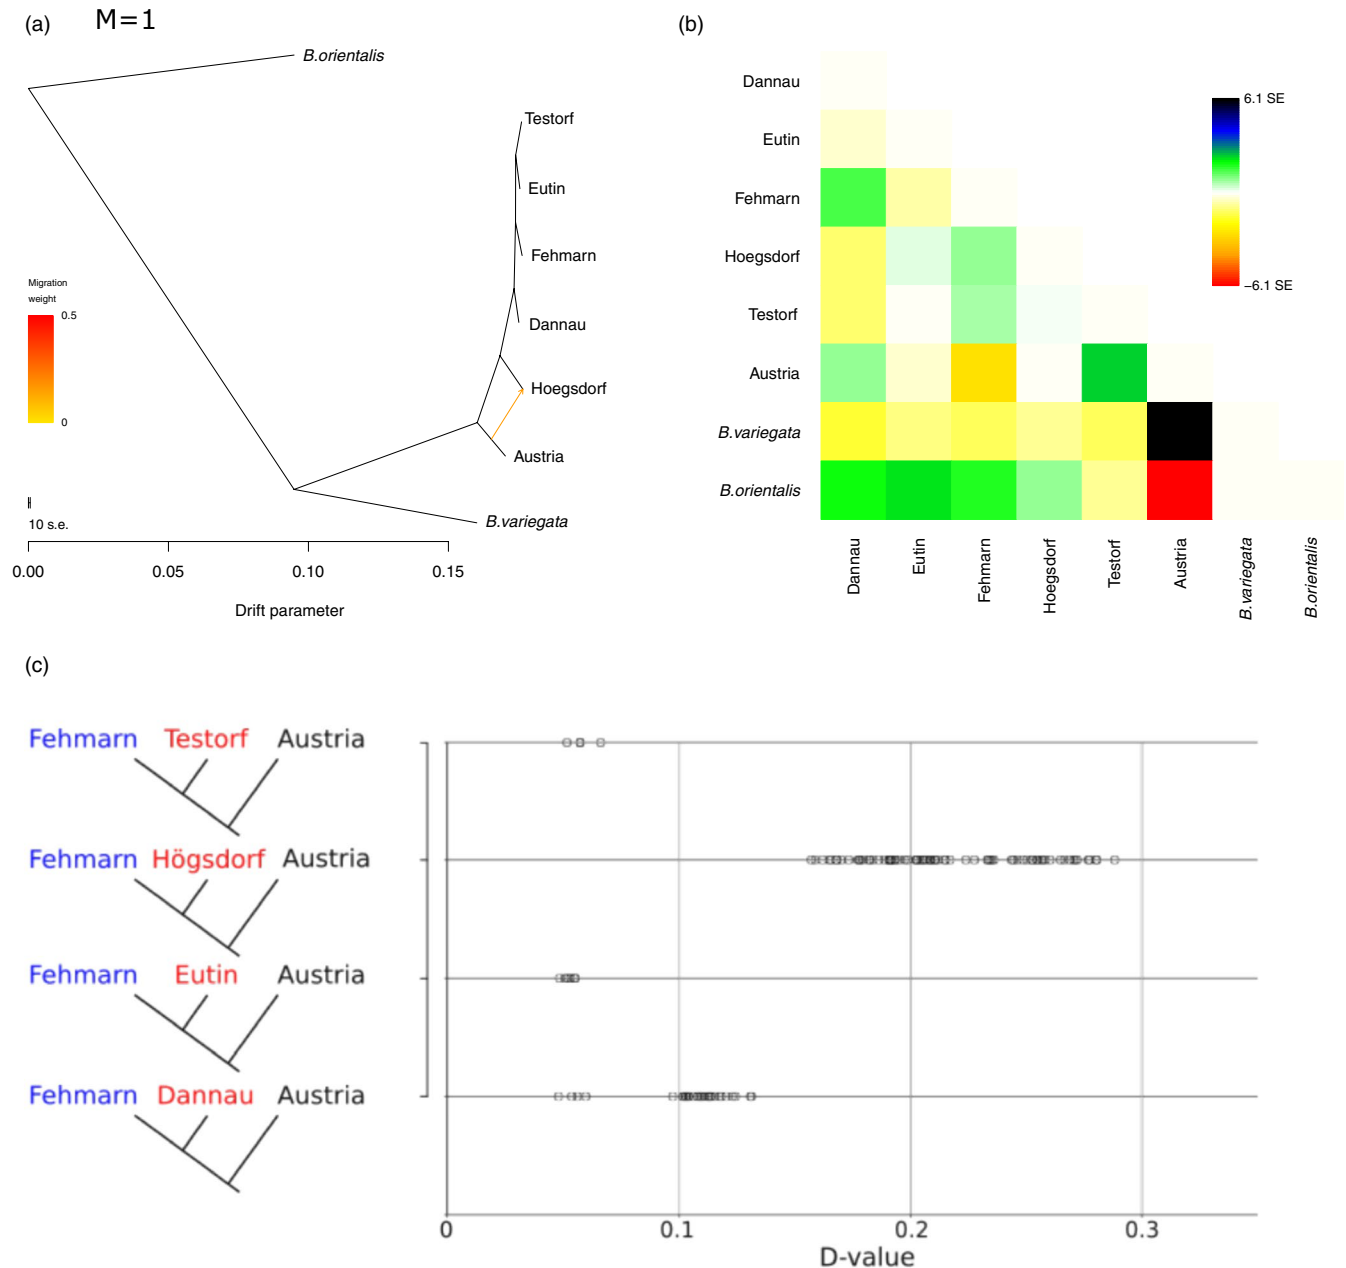 (a) M=1
B.orientalis
Testorf
Eutin
Fehmarn
Dannau
Hoegsdorf
Austria
B.variegata
Migration
weight
0.5
0
10 s.e.
0.00 0.05 0.10 0.15
Drift parameter
(b)
Dannau
Eutin
Fehmarn
Hoegsdorf
Testorf
Austria
B.variegata
B.orientalis
6.1 SE
−6.1 SE
Dannau Eutin Fehmarn Hoegsdorf Testorf Austria B.variegata B.orientalis
(c)
Fehmarn Testorf Austria
Fehmarn Högsdorf Austria
Fehmarn Eutin Austria
Fehmarn Dannau Austria
0 0.1 0.2 0.3
D-value